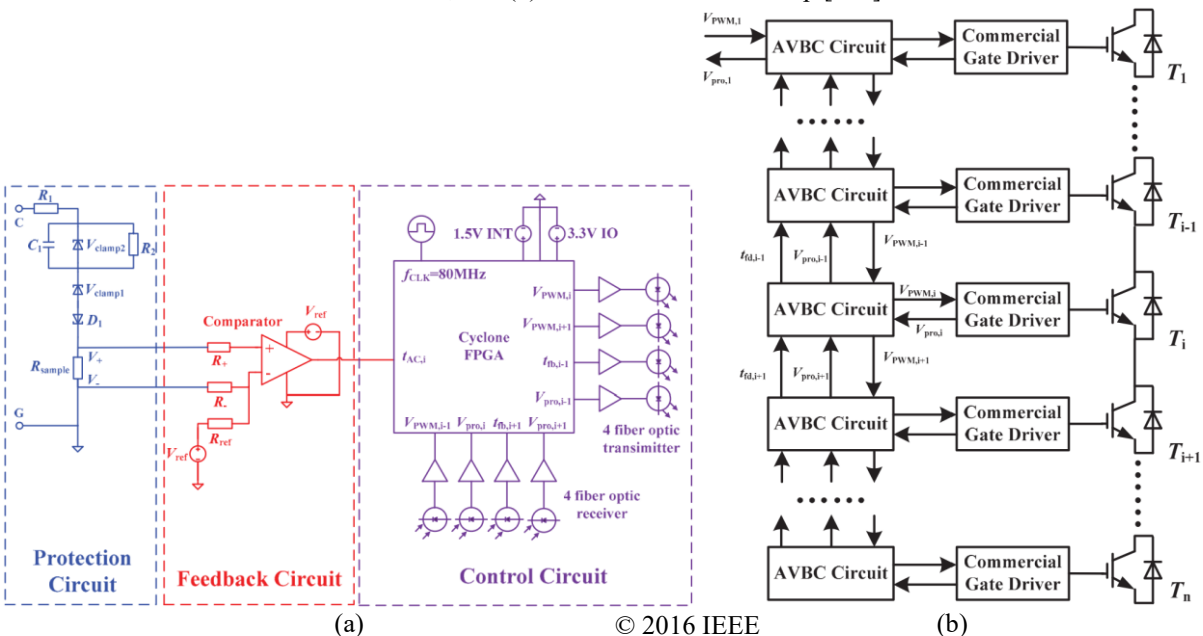 R1
C
C1
Vclamp2
R2
Vclamp1
D1
V+
Rsample
V-
G
Protection
Circuit
Comparator
Vref
R+
+
-
R-
Rref
Vref
Feedback Circuit
1.5V INT
3.3V IO
fCLK=80MHz
VPWM,i
VPWM,i+1
Cyclone
FPGA
tAC,i
tfb,i-1
Vpro,i-1
VPWM,i-1 Vpro,i tfb,i+1 Vpro,i+1
4 fiber optic
transimitter
4 fiber optic
receiver
Control Circuit
(a)
© 2016 IEEE
VPWM,1
Vpro,1
AVBC Circuit
Commercial
Gate Driver
T1
AVBC Circuit
Commercial
Gate Driver
Ti-1
tfd,i-1
Vpro,i-1
VPWM,i-1
AVBC Circuit
VPWM,i
Vpro,i
Commercial
Gate Driver
Ti
tfd,i+1
Vpro,i+1
VPWM,i+1
AVBC Circuit
Commercial
Gate Driver
Ti+1
AVBC Circuit
Commercial
Gate Driver
Tn
(b)